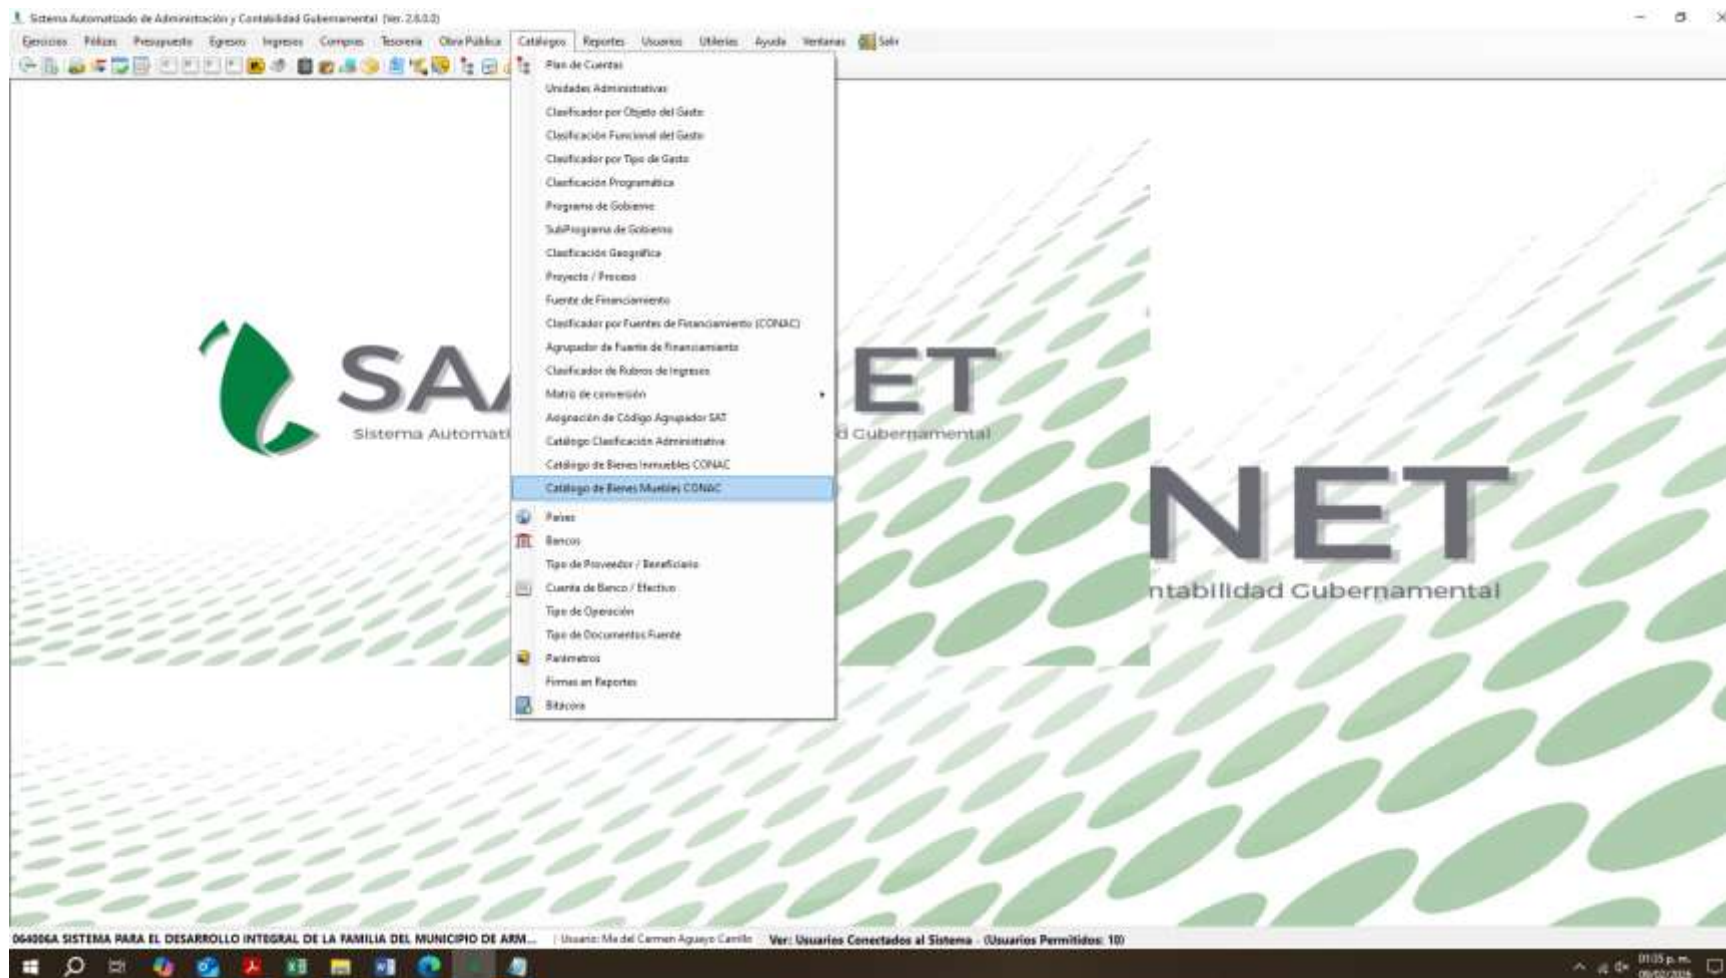 Sistema Automatizado de Administración y Contabilidad Gubernamental (Ver. 2.6.0.0)
Ejercicios Pólizas Presupuesto Egresos Ingresos Compras Tesorería Obra Pública Catálogos Reportes Usuarios Utilerías Ayuda Ventanas Salir
Plan de Cuentas
Unidades Administrativas
Clasificador por Objeto del Gasto
Clasificación Funcional del Gasto
Clasificador por Tipo de Gasto
Clasificación Programática
Programa de Gobierno
SubPrograma de Gobierno
Clasificación Geográfica
Proyecto / Proceso
Fuente de Financiamiento
Clasificador por Fuentes de Financiamiento (CONAC)
Agrupador de Fuente de Financiamiento
Clasificador de Rubros de Ingresos
Matriz de conversión
Asignación de Código Agrupador SAT
Catálogo Clasificación Administrativa
Catálogo de Bienes Inmuebles CONAC
Catálogo de Bienes Muebles CONAC
Países
Bancos
Tipo de Proveedor / Beneficiario
Cuenta de Banco / Efectivo
Tipo de Operación
Tipo de Documentos Fuente
Parámetros
Firmas en Reportes
Bitácora
SA ET
Sistema Automati d Gubernamental
NET
ntabilidad Gubernamental
064006A SISTEMA PARA EL DESARROLLO INTEGRAL DE LA FAMILIA DEL MUNICIPIO DE ARM... Usuario: Ma del Carmen Aguayo Carrillo Ver: Usuarios Conectados al Sistema - (Usuarios Permitidos: 10)
01:05 p. m.